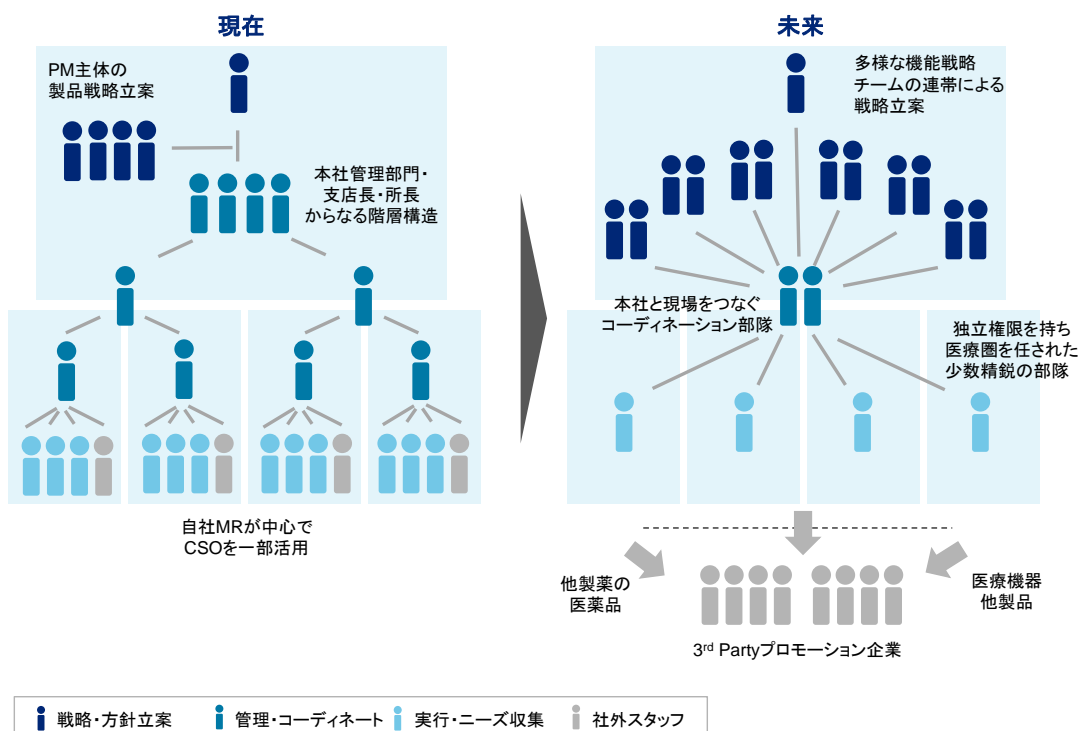 現在
PM主体の
製品戦略立案
本社管理部門・
支店長・所長
からなる階層構造
自社MRが中心で
CSOを一部活用
未来
多様な機能戦略
チームの連帯による
戦略立案
本社と現場をつなぐ
コーディネーション部隊
独立権限を持ち
医療圏を任された
少数精鋭の部隊
他製薬の
医薬品
医療機器
他製品
3rd Partyプロモーション企業
戦略・方針立案
管理・コーディネート
実行・ニーズ収集
社外スタッフ